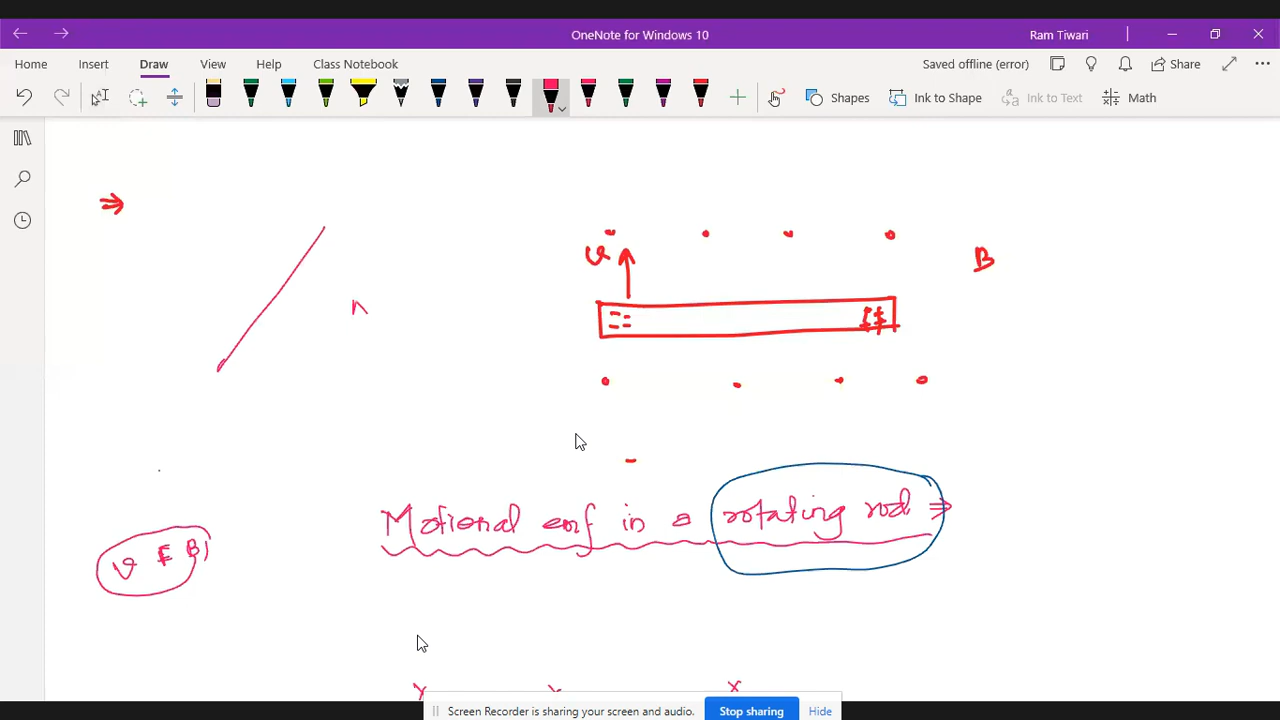 OneNote for Windows 10
Ram Tiwari
Home Insert Draw View Help Class Notebook
Saved offline (error)
Share
Shapes
Ink to Shape
Ink to Text
Math
v
B
n
Motional emf in a rotating rod ⇒
x x x
Screen Recorder is sharing your screen and audio.
Stop sharing
Hide